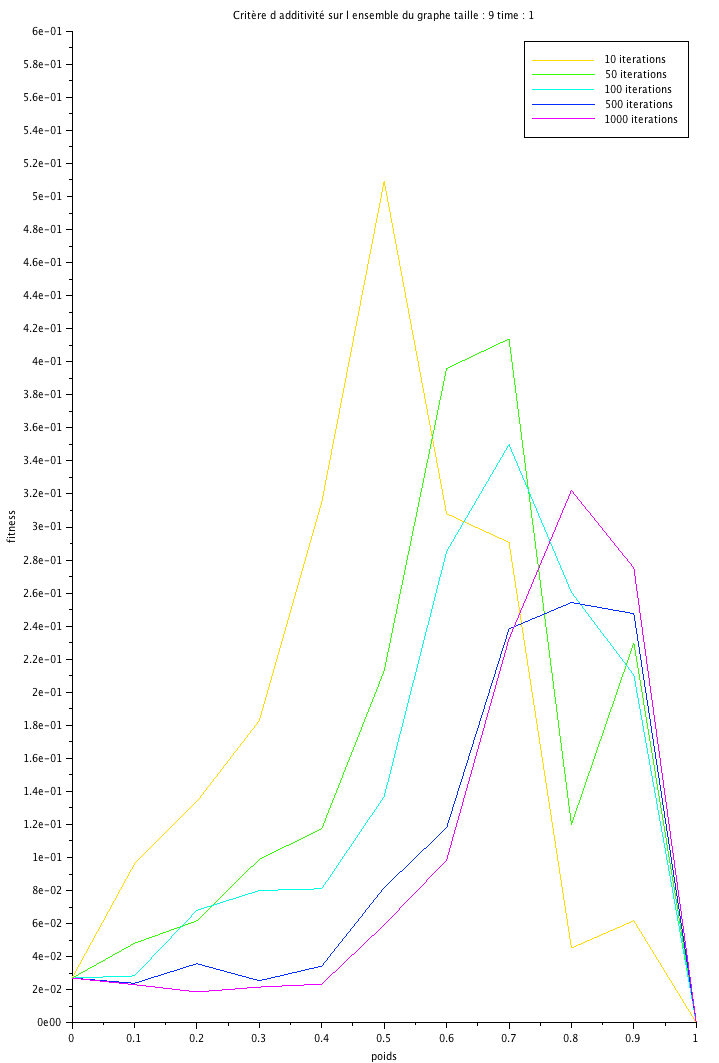 Critère d additivité sur l ensemble du graphe taille : 9 time : 1
6e-01
5.8e-01
5.6e-01
5.4e-01
5.2e-01
5e-01
4.8e-01
4.6e-01
4.4e-01
4.2e-01
4e-01
3.8e-01
3.6e-01
3.4e-01
3.2e-01
3e-01
2.8e-01
2.6e-01
2.4e-01
2.2e-01
2e-01
1.8e-01
1.6e-01
1.4e-01
1.2e-01
1e-01
8e-02
6e-02
4e-02
2e-02
0e00
fitness
10 iterations
50 iterations
100 iterations
500 iterations
1000 iterations
0 0.1 0.2 0.3 0.4 0.5 0.6 0.7 0.8 0.9 1
poids